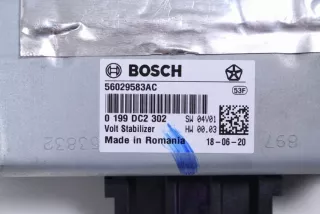 BOSCH
56029583AC
53F
0 199 DC2 302 SW 04V01
Volt Stabilizer HW 00.03
Made in Romania 18-06-20